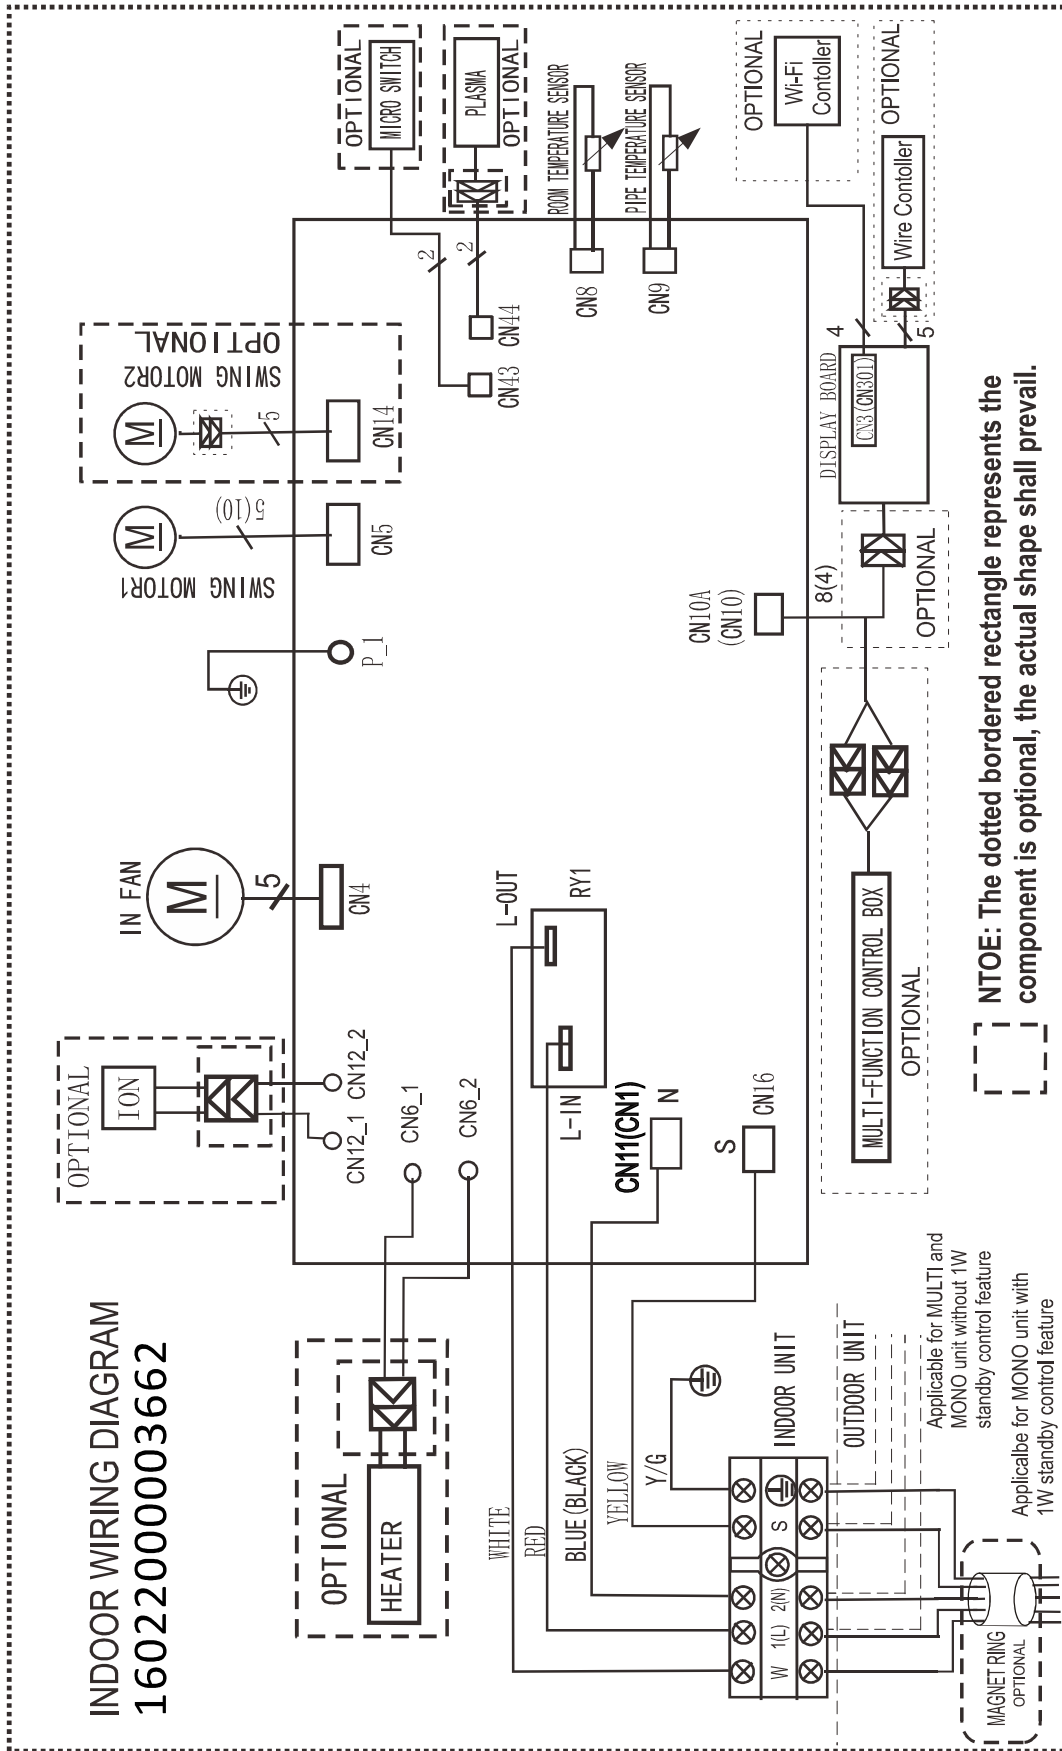 INDOOR WIRING DIAGRAM
16022000003662
OPTIONAL
HEATER
OPTIONAL
ION
CN12_1
CN12_2
CN6_1
CN6_2
IN FAN
M
5
CN4
P_1
SWING MOTOR1
M
5(10)
CN5
SWING MOTOR2
OPTIONAL
M
5
CN14
OPTIONAL
MICRO SWITCH
2
CN43
PLASMA
OPTIONAL
2
CN44
ROOM TEMPERATURE SENSOR
CN8
PIPE TEMPERATURE SENSOR
CN9
OPTIONAL
Wi-Fi
Contoller
OPTIONAL
Wire Contoller
4
5
DISPLAY BOARD
CN3(CN301)
CN10A
(CN10)
8(4)
OPTIONAL
MULTI-FUNCTION CONTROL BOX
OPTIONAL
L-OUT
RY1
L-IN
CN11(CN1)
N
S
CN16
WHITE
RED
BLUE(BLACK)
YELLOW
Y/G
W
1(L)
2(N)
S
INDOOR UNIT
OUTDOOR UNIT
Applicable for MULTI and
MONO unit without 1W
standby control feature
Applicalbe for MONO unit with
1W standby control feature
MAGNET RING
OPTIONAL
NTOE: The dotted bordered rectangle represents the
component is optional, the actual shape shall prevail.